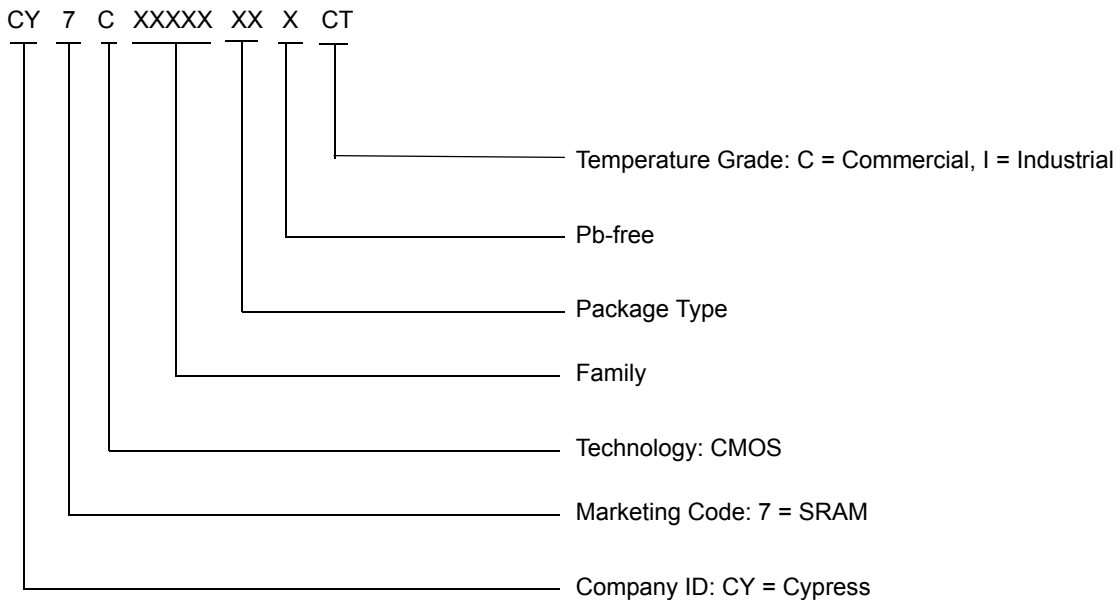 CY 7 C XXXXX XX X CT
Temperature Grade: C = Commercial, I = Industrial
Pb-free
Package Type
Family
Technology: CMOS
Marketing Code: 7 = SRAM
Company ID: CY = Cypress